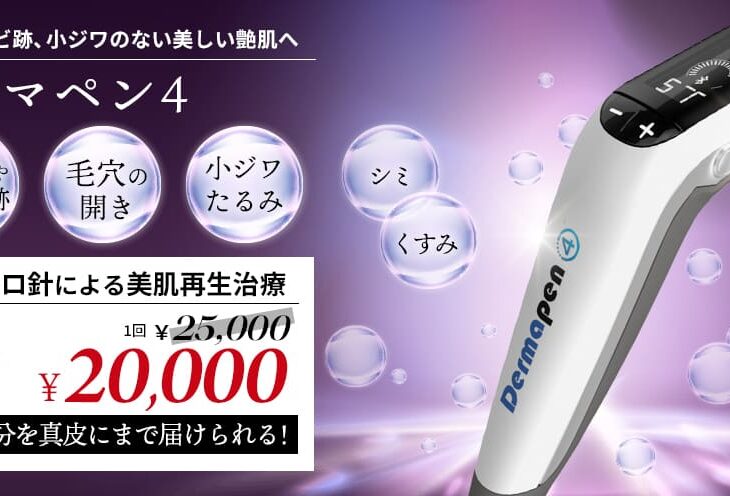 ビ跡、小ジワのない美しい艶肌へ
マペン4
跡
毛穴の
開き
小ジワ
たるみ
シミ
くすみ
口針による美肌再生治療
1回 ¥25,000
¥20,000
分を真皮にまで届けられる!
Dermapen 4
- +